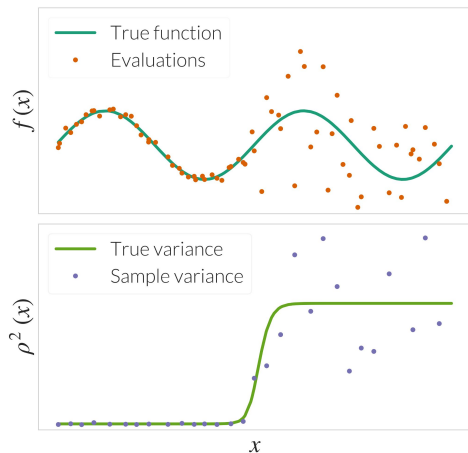 True function
Evaluations
f (x)
True variance
Sample variance
ρ² (x)
x